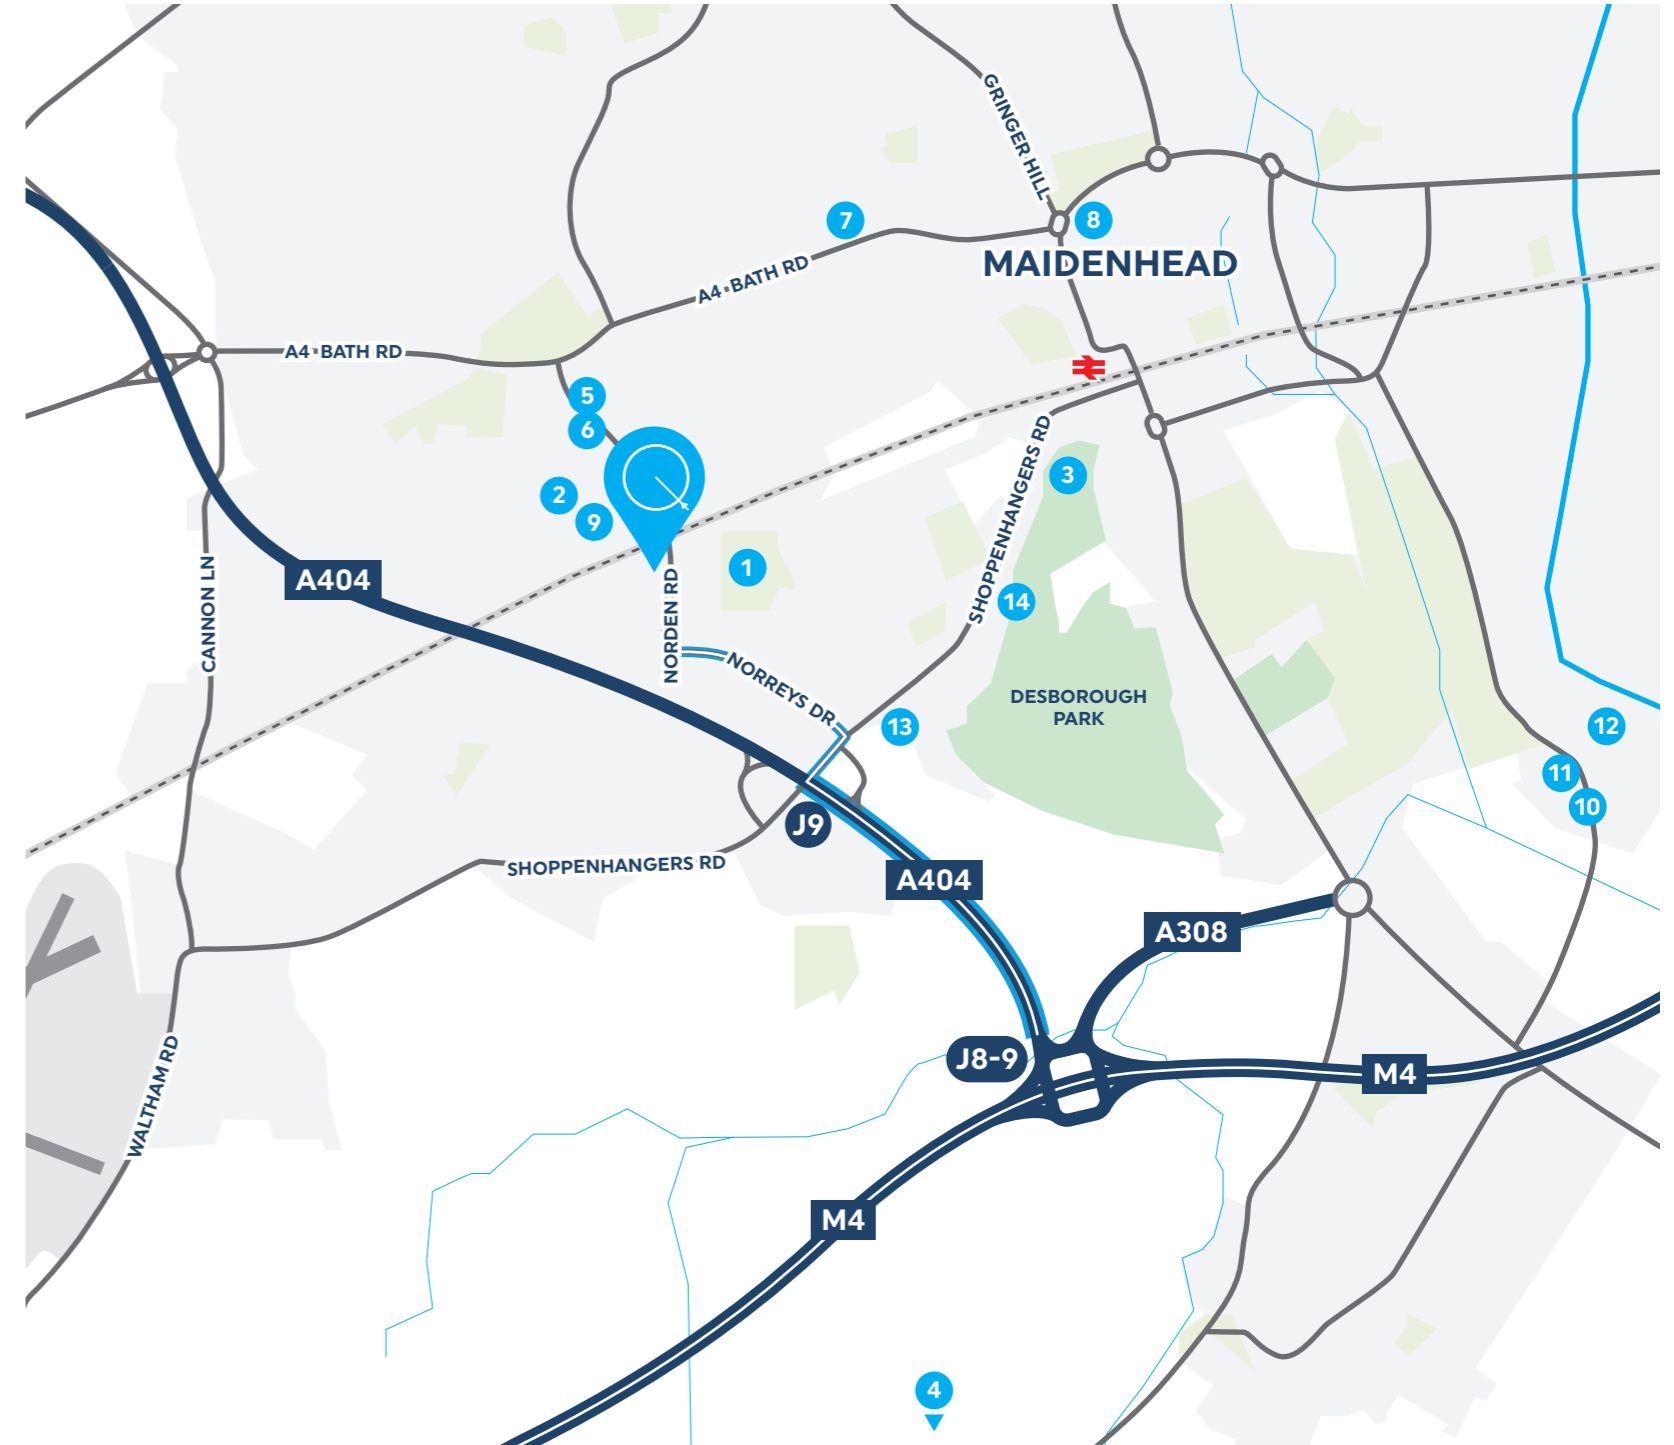 GRINGER HILL
7
8
MAIDENHEAD
A4 BATH RD
A4 BATH RD
5
6
2
9
3
SHOPPENHANGERS RD
1
A404
CANNON LN
NORDEN RD
14
NORREYS DR
DESBOROUGH
PARK
13
12
11
10
J9
SHOPPENHANGERS RD
A404
A308
J8-9
M4
WALTHAM RD
M4
4